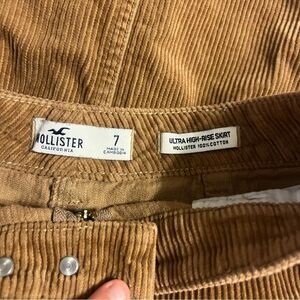 HOLLISTER
CALIFORNIA
7
MADE IN
CAMBODIA
ULTRA HIGH-RISE SKIRT
HOLLISTER 100% COTTON